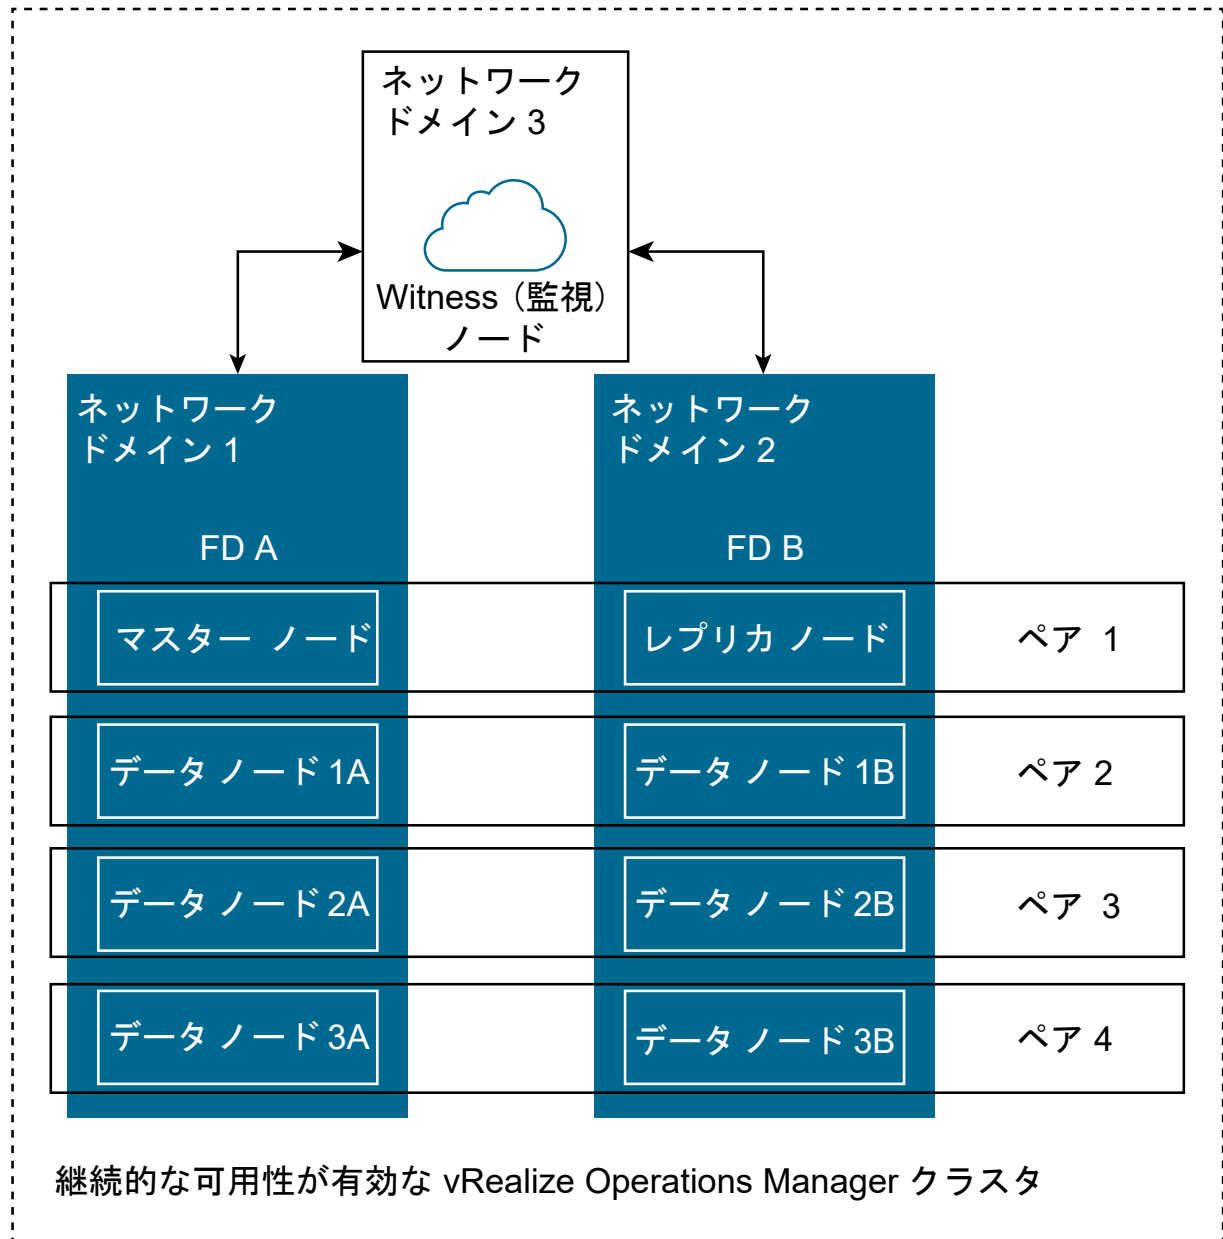 ネットワーク
ドメイン 3
Witness（監視）
ノード
ネットワーク
ドメイン 1
ネットワーク
ドメイン 2
FD A
FD B
マスター ノード
レプリカ ノード
ペア 1
データ ノード 1A
データ ノード 1B
ペア 2
データ ノード 2A
データ ノード 2B
ペア 3
データ ノード 3A
データ ノード 3B
ペア 4
継続的な可用性が有効な vRealize Operations Manager クラスタ